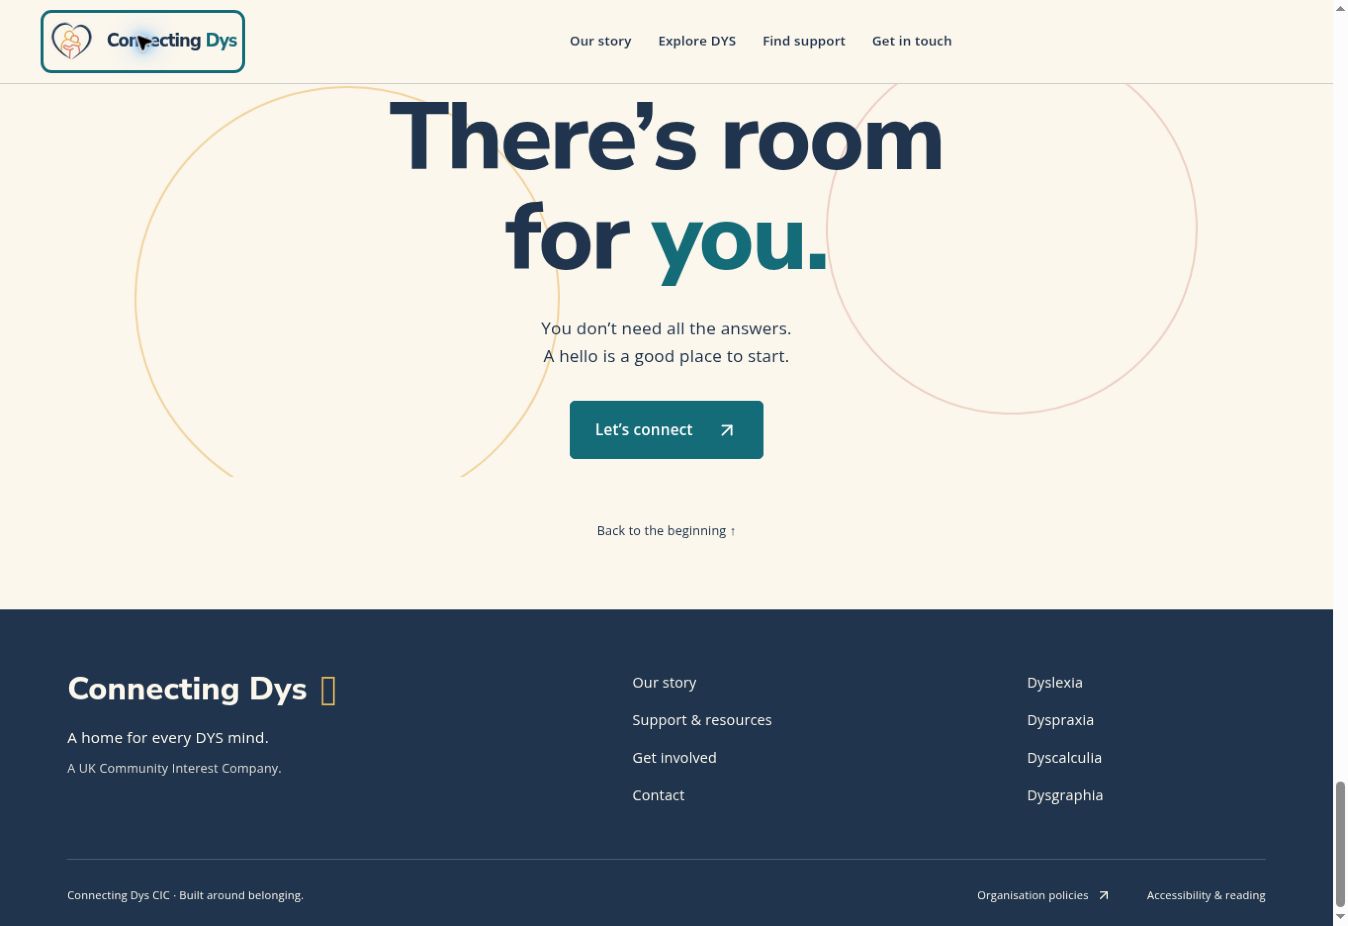 Connecting Dys
Our story
Explore DYS
Find support
Get in touch
There’s room
for you.
You don’t need all the answers.
A hello is a good place to start.
Let’s connect
Back to the beginning ↑
Connecting Dys
A home for every DYS mind.
A UK Community Interest Company.
Our story
Support & resources
Get involved
Contact
Dyslexia
Dyspraxia
Dyscalculia
Dysgraphia
Connecting Dys CIC · Built around belonging.
Organisation policies
Accessibility & reading